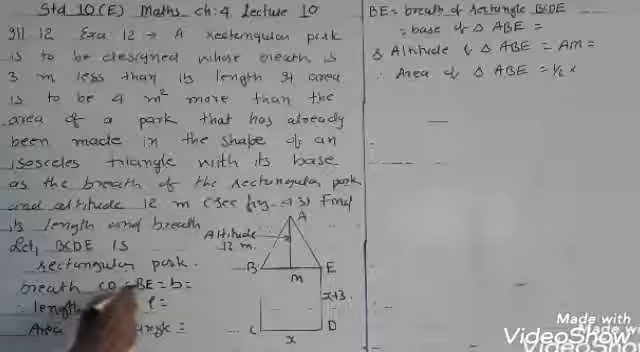 Std 10(E) Maths ch:4 Lecture 10
Ill 12 Exa. 12 → A rectangular park
is to be designed whose breath is
3 m less than its length It area
is to be 4 m² more than the
area of a park that has already
been made in the shape of an
isosceles triangle with its base
as the breath of the rectangular park
and altitude 12 m (see fig. 4.3) Find
its length and breath
Let, BCDE is
rectangular park.
breath CD = BE = b =
∴ length l =
Area =
Altitude
12 m.
A
B
E
M
x+3
C
D
x
BE = breath of rectangle BCDE
= base of Δ ABE =
& Altitude of Δ ABE = AM =
∴ Area of Δ ABE = 1/2 x
Made with
VideoShow